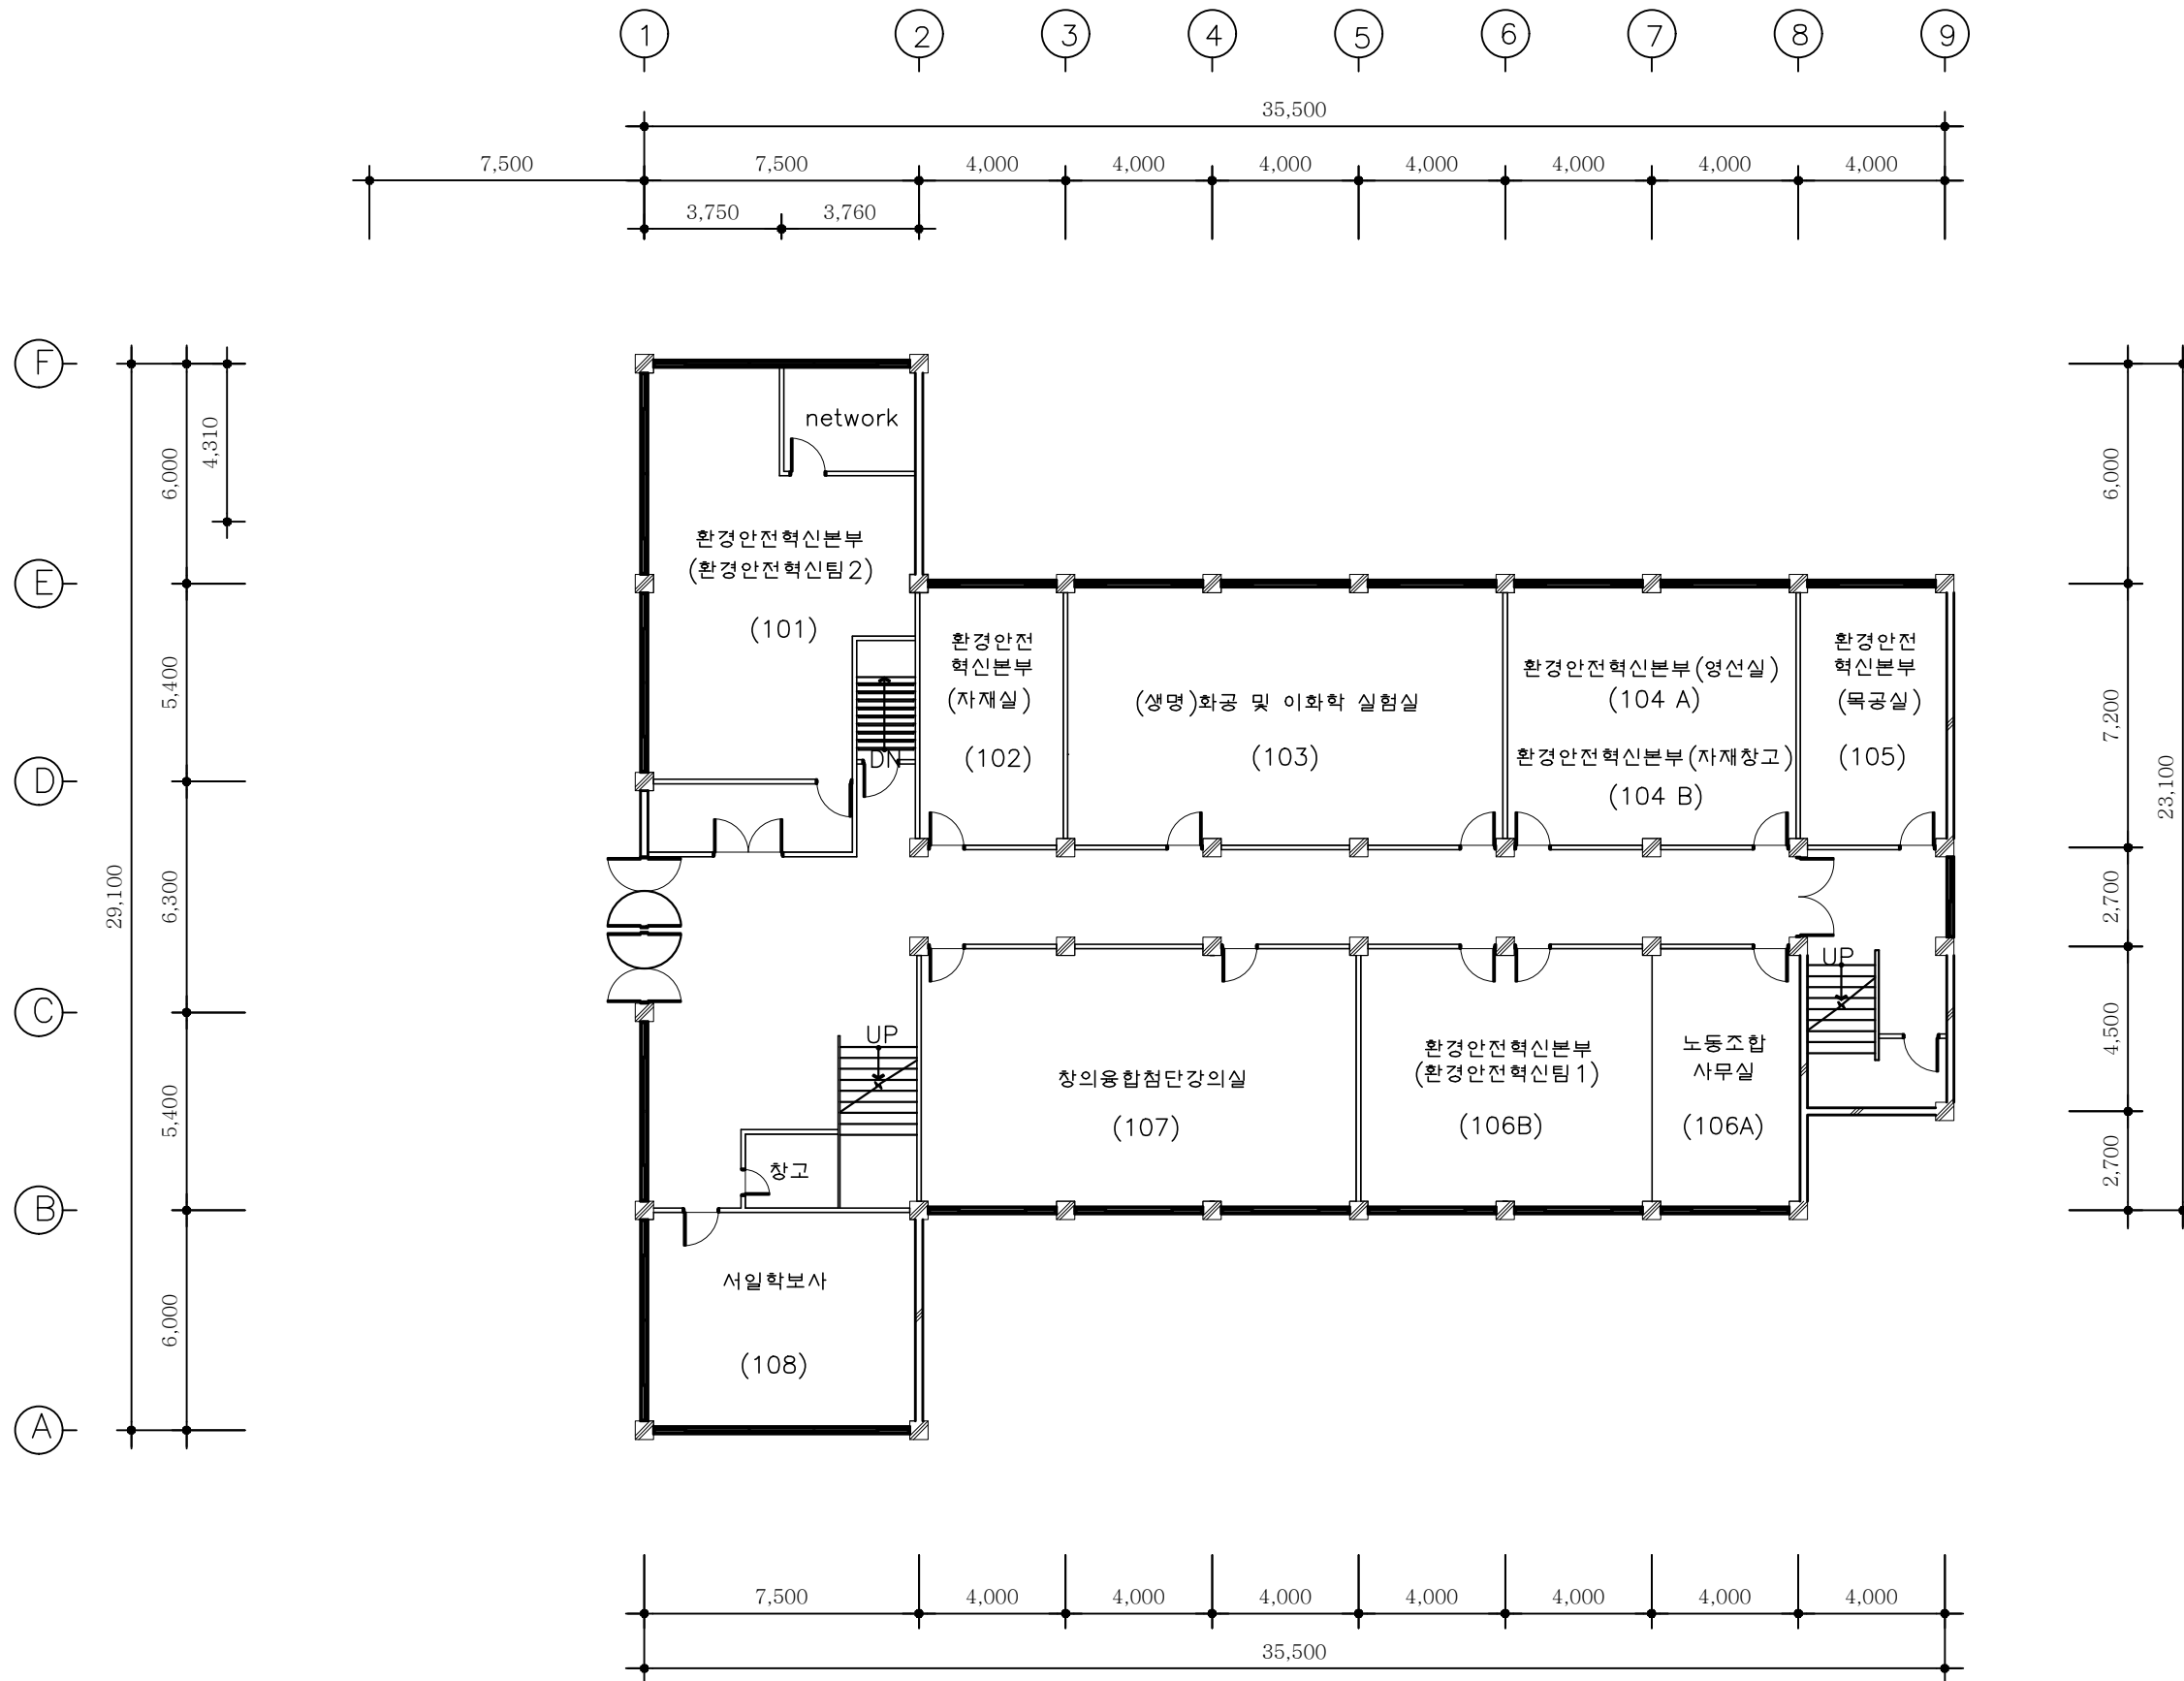 1 2 3 4 5 6 7 8 9
35,500
7,500 7,500 4,000 4,000 4,000 4,000 4,000 4,000 4,000
3,750 3,760
F
E
D
C
B
A
29,100
6,000
5,400
6,300
5,400
6,000
4,310
network
환경안전혁신본부
(환경안전혁신팀2)
(101)
DN
환경안전
혁신본부
(자재실)
(102)
(생명)화공 및 이화학 실험실
(103)
환경안전혁신본부(영선실)
(104 A)
환경안전혁신본부(자재창고)
(104 B)
환경안전
혁신본부
(목공실)
(105)
UP
창고
창의융합첨단강의실
(107)
환경안전혁신본부
(환경안전혁신팀1)
(106B)
노동조합
사무실
(106A)
UP
서일학보사
(108)
6,000
7,200
2,700
4,500
2,700
23,100
7,500 4,000 4,000 4,000 4,000 4,000 4,000 4,000
35,500